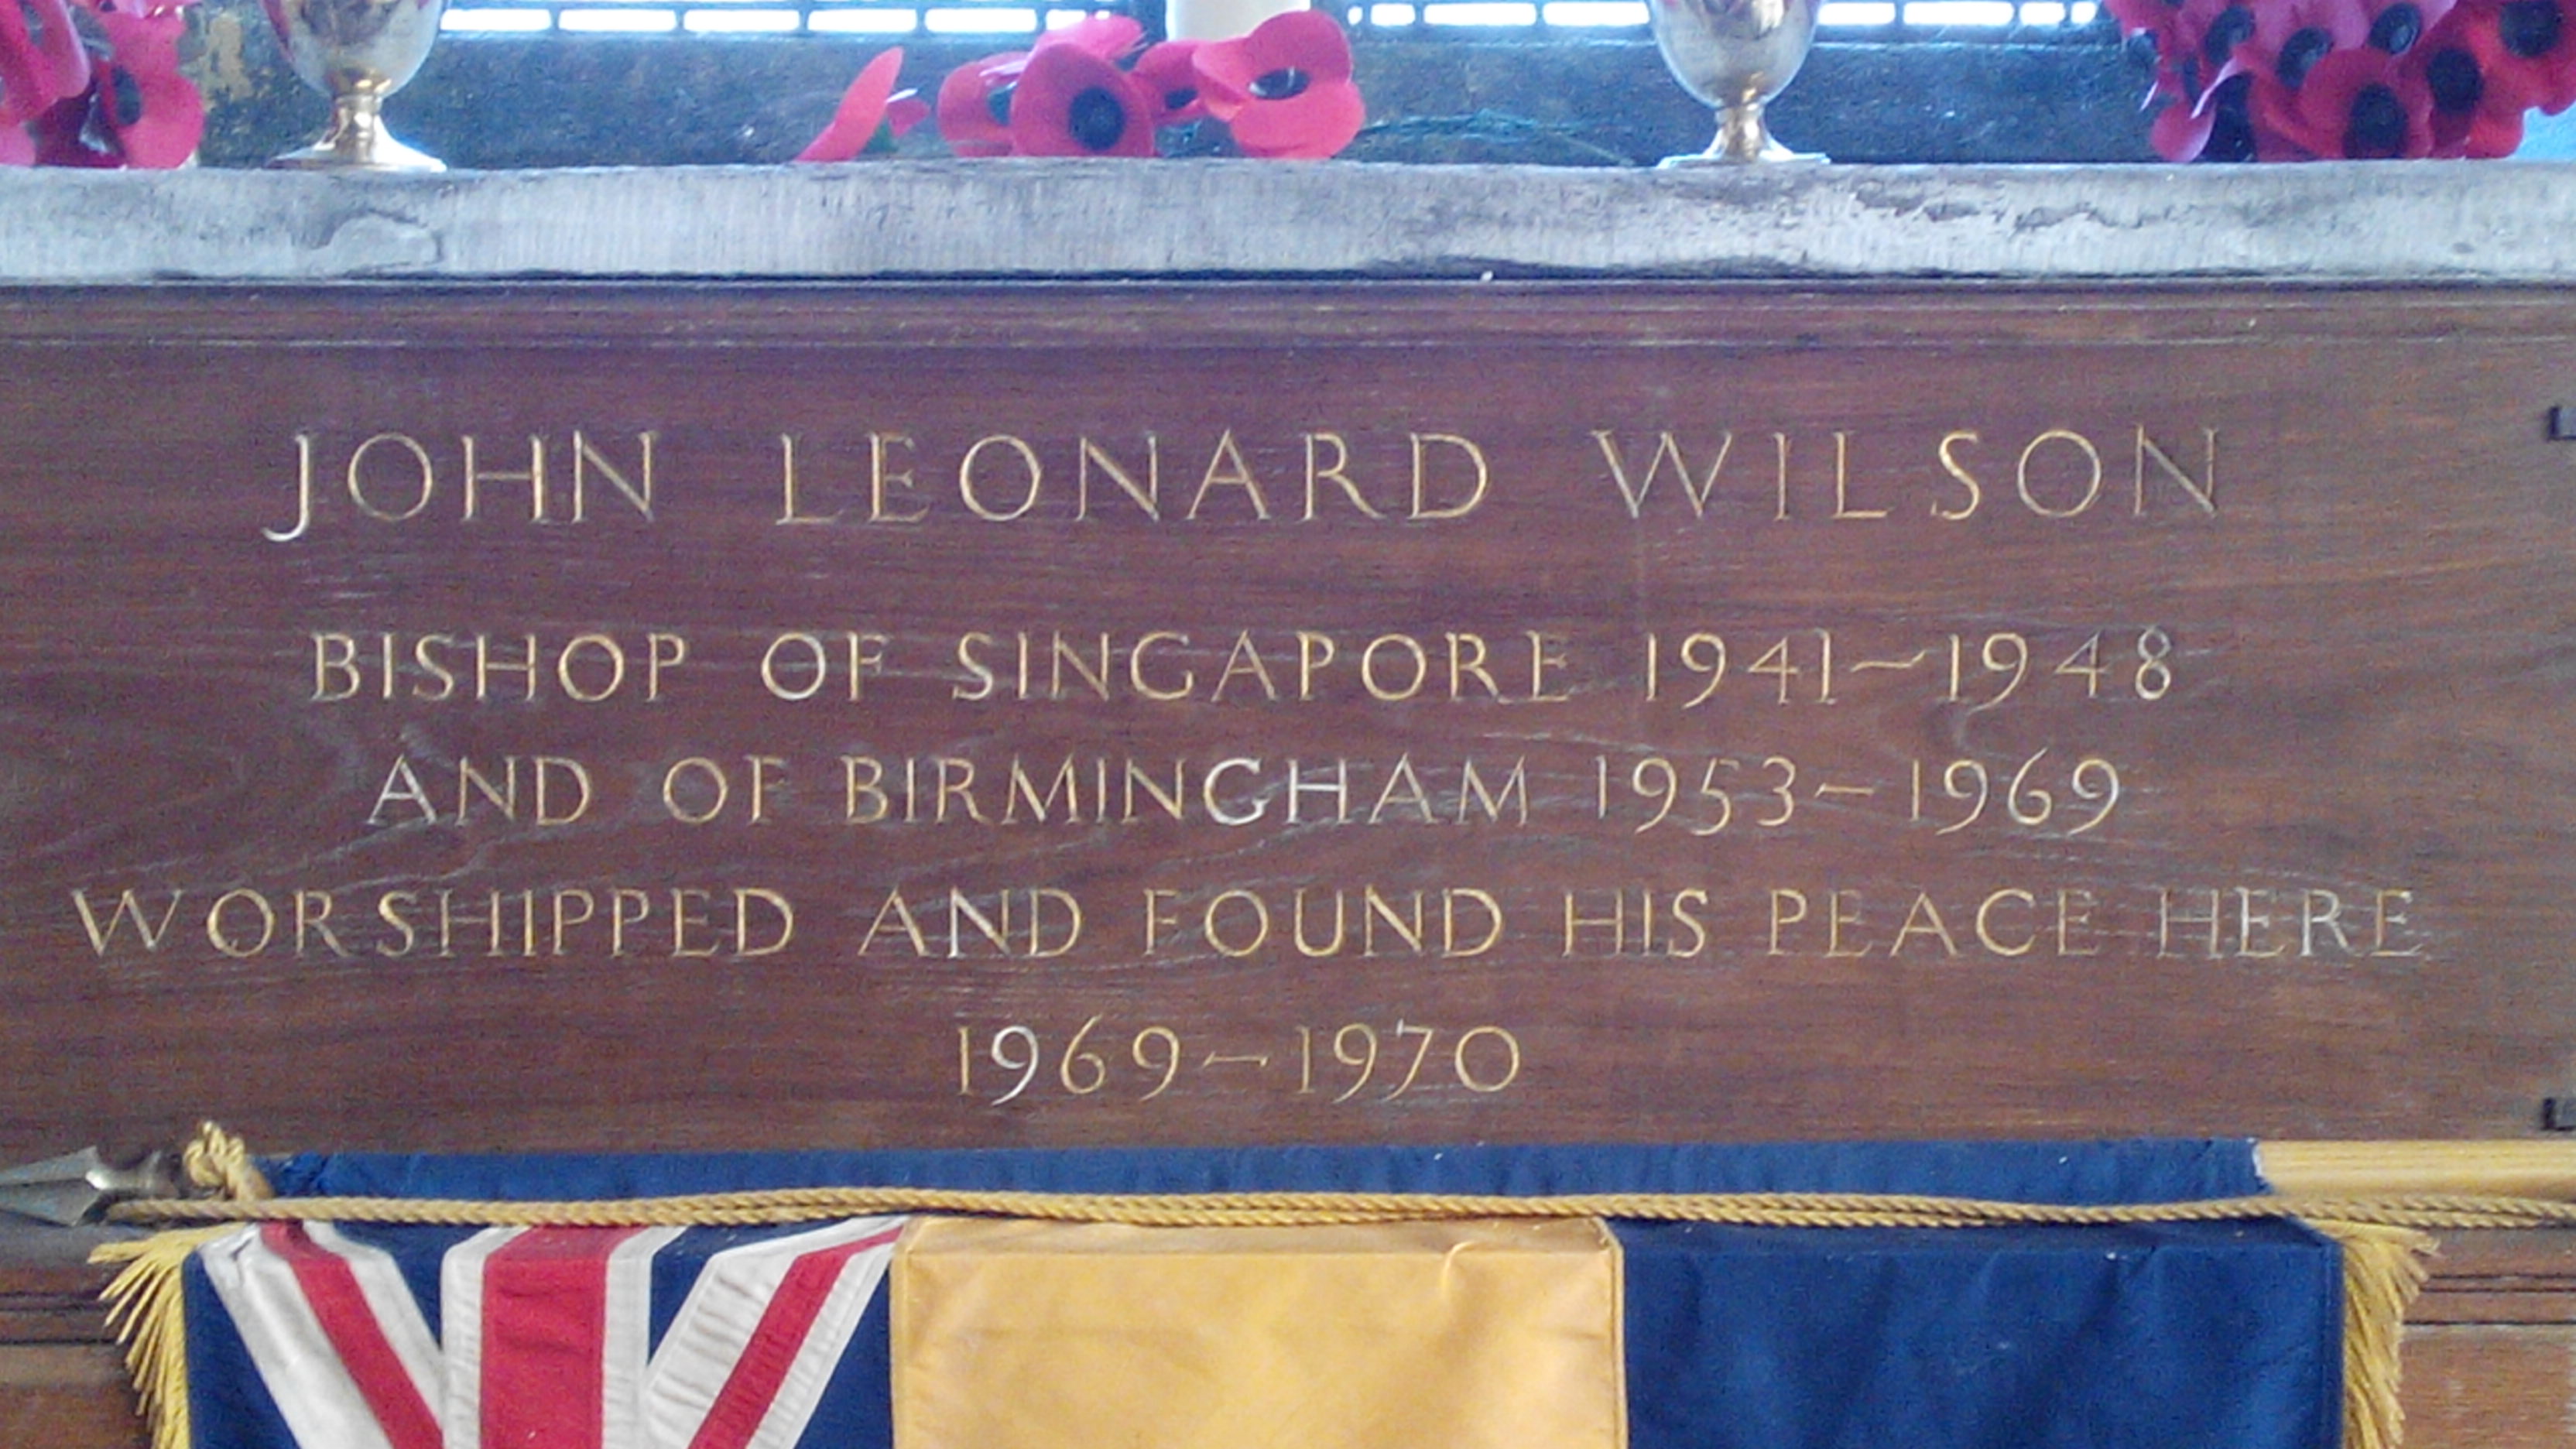 JOHN LEONARD WILSON
BISHOP OF SINGAPORE 1941–1948
AND OF BIRMINGHAM 1953–1969
WORSHIPPED AND FOUND HIS PEACE HERE
1969–1970